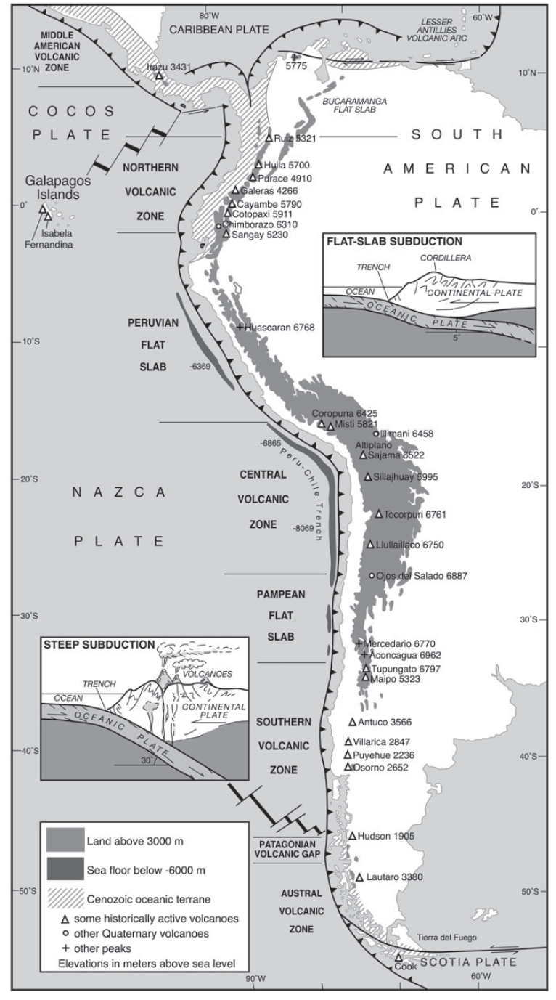 80°W
60°W
CARIBBEAN PLATE
LESSER
ANTILLIES
VOLCANIC ARC
MIDDLE
AMERICAN
VOLCANIC
ZONE
10°N
Irazu 3431
5775
10°N
BUCARAMANGA
FLAT SLAB
COCOS
PLATE
Ruiz 5321
SOUTH
AMERICAN
PLATE
NORTHERN
VOLCANIC
ZONE
Huila 5700
Purace 4910
Galeras 4266
Cayambe 5790
Cotopaxi 5911
Chimborazo 6310
Sangay 5230
Galapagos
Islands
0°
Isabela
Fernandina
0°
FLAT-SLAB SUBDUCTION
CORDILLERA
TRENCH
OCEAN
CONTINENTAL PLATE
OCEANIC PLATE
5°
PERUVIAN
FLAT
SLAB
-6369
Huascaran 6768
10°S
Coropuna 6425
Misti 5821
Illimani 6458
Altiplano
Sajama 6522
Sillajhuay 5995
-6865
Peru-Chile Trench
20°S
20°S
NAZCA
PLATE
CENTRAL
VOLCANIC
ZONE
-8069
Tocorpuri 6761
Llullaillaco 6750
Ojos del Salado 6887
PAMPEAN
FLAT
SLAB
30°S
30°S
Mercedario 6770
Aconcagua 6962
Tupungato 6797
Maipo 5323
STEEP SUBDUCTION
VOLCANOES
TRENCH
OCEAN
CONTINENTAL
PLATE
OCEANIC PLATE
30°
SOUTHERN
VOLCANIC
ZONE
Antuco 3566
Villarica 2847
Puyehue 2236
Osorno 2652
40°S
40°S
Hudson 1905
PATAGONIAN
VOLCANIC GAP
Lautaro 3380
50°S
50°S
AUSTRAL
VOLCANIC
ZONE
Tierra del Fuego
Cook
SCOTIA PLATE
Land above 3000 m
Sea floor below -6000 m
Cenozoic oceanic terrane
some historically active volcanoes
other Quaternary volcanoes
other peaks
Elevations in meters above sea level
90°W
60°W